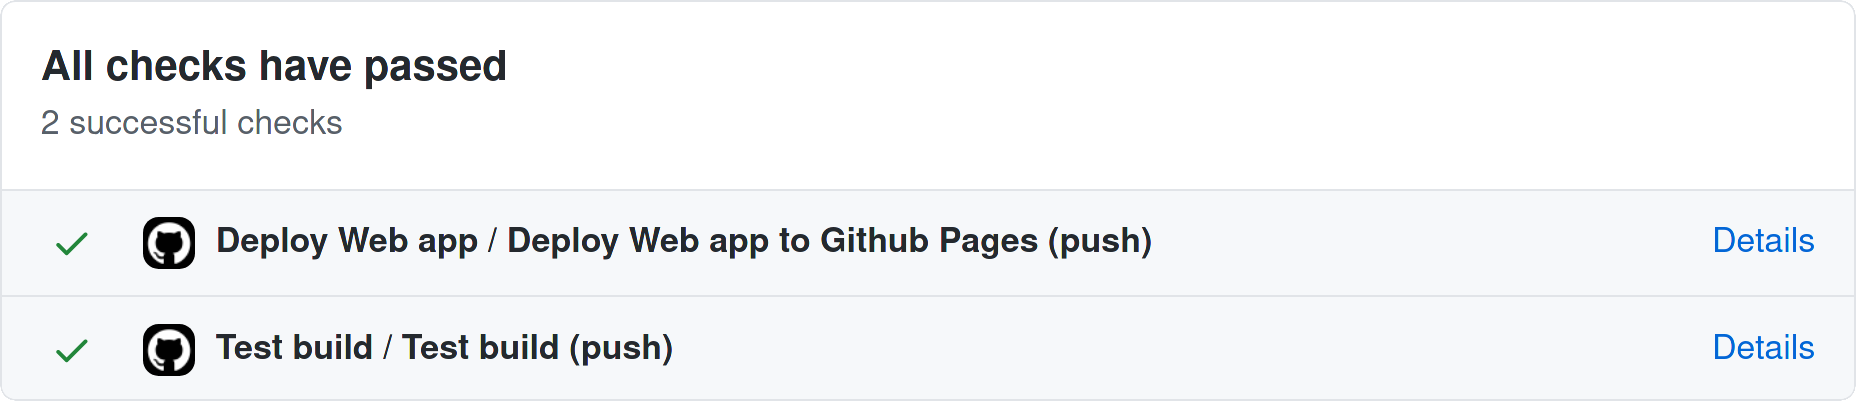 All checks have passed
2 successful checks
Deploy Web app / Deploy Web app to Github Pages (push)
Details
Test build / Test build (push)
Details